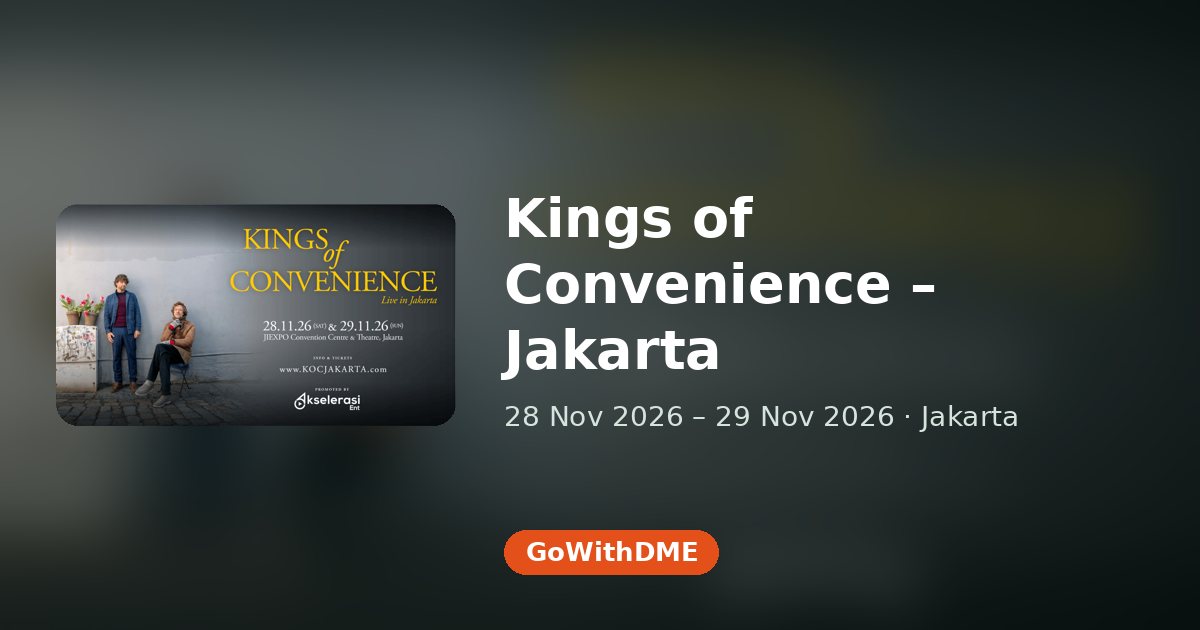 KINGS
of
CONVENIENCE
Live in Jakarta
28.11.26 (SAT) & 29.11.26 (SUN)
JIEXPO Convention Centre & Theatre, Jakarta
INFO & TICKETS
www.KOCJAKARTA.com
PROMOTED BY
Akselerasi
Ent
Kings of
Convenience –
Jakarta
28 Nov 2026 – 29 Nov 2026 · Jakarta
GoWithDME